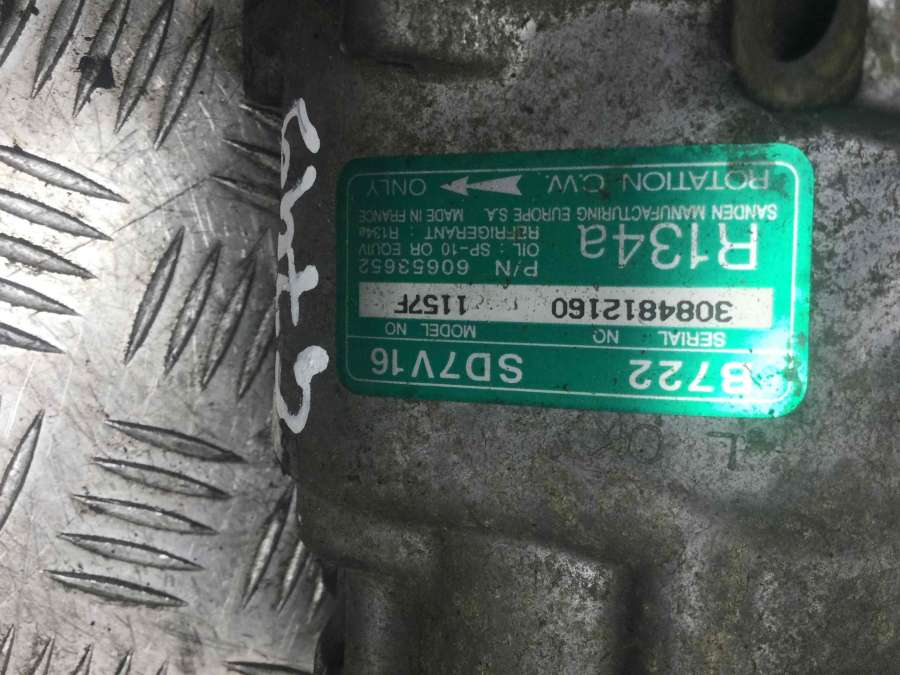 B722 SD7V16
SERIAL NO MODEL NO
3084812160 1157F
R134a
P/N 60653652
OIL : SP-10 OR EQUIV
REFRIGERANT : R134a
SANDEN MANUFACTURING EUROPE S.A. MADE IN FRANCE
ROTATION C.W. ONLY